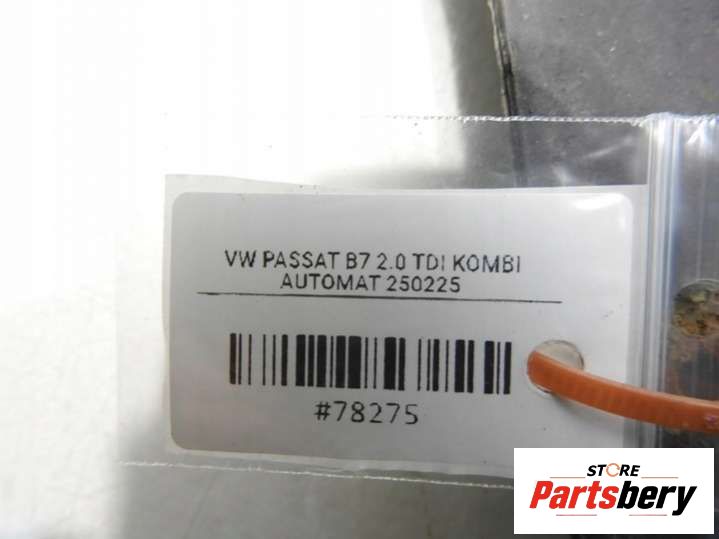 VW PASSAT B7 2.0 TDI KOMBI
AUTOMAT 250225
#78275
STORE
Partsbery